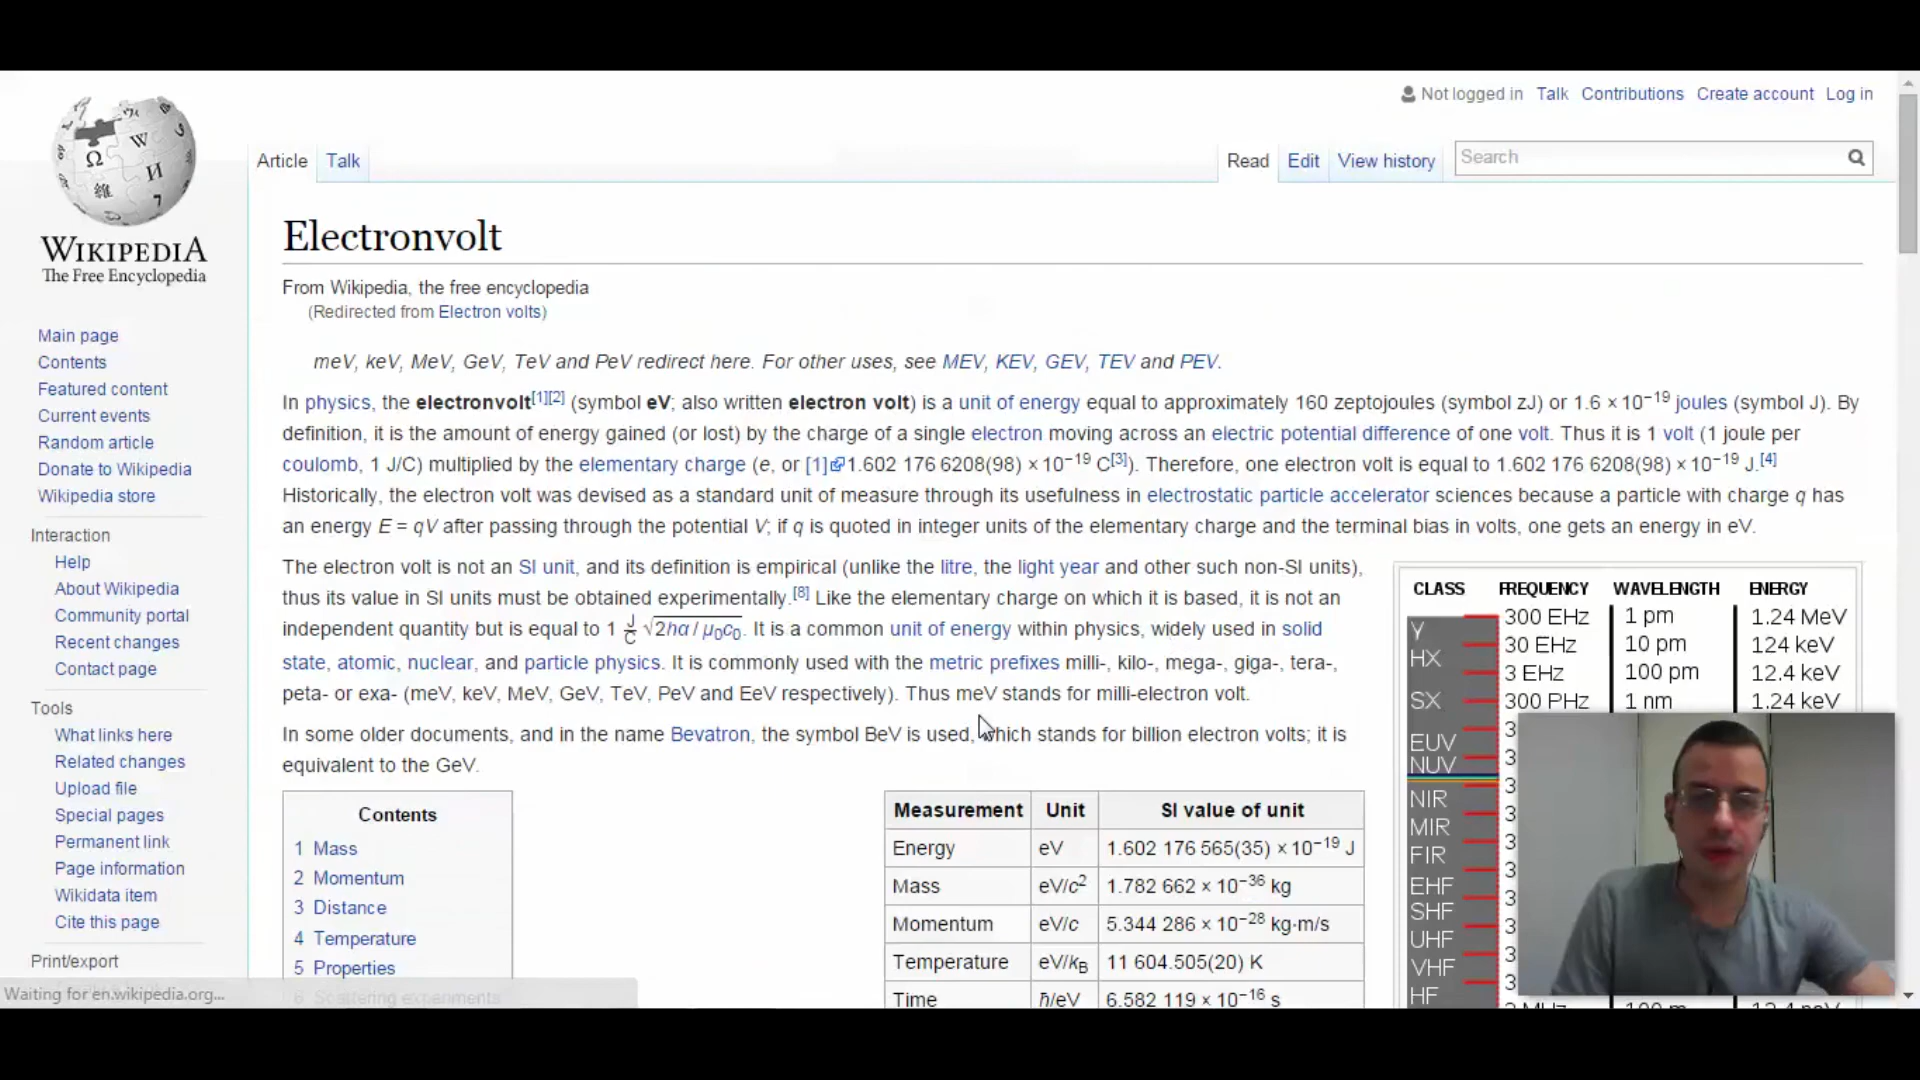 Not logged in Talk Contributions Create account Log in
Article Talk Read Edit View history Search
WIKIPEDIA
The Free Encyclopedia
Main page
Contents
Featured content
Current events
Random article
Donate to Wikipedia
Wikipedia store
Interaction
Help
About Wikipedia
Community portal
Recent changes
Contact page
Tools
What links here
Related changes
Upload file
Special pages
Permanent link
Page information
Wikidata item
Cite this page
Print/export
Waiting for en.wikipedia.org...
Electronvolt
From Wikipedia, the free encyclopedia
(Redirected from Electron volts)
meV, keV, MeV, GeV, TeV and PeV redirect here. For other uses, see MEV, KEV, GEV, TEV and PEV.
In physics, the electronvolt[1][2] (symbol eV; also written electron volt) is a unit of energy equal to approximately 160 zeptojoules (symbol zJ) or 1.6 ×10−19 joules (symbol J). By
definition, it is the amount of energy gained (or lost) by the charge of a single electron moving across an electric potential difference of one volt. Thus it is 1 volt (1 joule per
coulomb, 1 J/C) multiplied by the elementary charge (e, or [1] 1.602 176 6208(98) ×10−19 C[3]). Therefore, one electron volt is equal to 1.602 176 6208(98) ×10−19 J.[4]
Historically, the electron volt was devised as a standard unit of measure through its usefulness in electrostatic particle accelerator sciences because a particle with charge q has
an energy E = qV after passing through the potential V; if q is quoted in integer units of the elementary charge and the terminal bias in volts, one gets an energy in eV.
The electron volt is not an SI unit, and its definition is empirical (unlike the litre, the light year and other such non-SI units),
thus its value in SI units must be obtained experimentally.[8] Like the elementary charge on which it is based, it is not an
independent quantity but is equal to 1 J/C √2hα / μ0c0. It is a common unit of energy within physics, widely used in solid
state, atomic, nuclear, and particle physics. It is commonly used with the metric prefixes milli-, kilo-, mega-, giga-, tera-,
peta- or exa- (meV, keV, MeV, GeV, TeV, PeV and EeV respectively). Thus meV stands for milli-electron volt.
In some older documents, and in the name Bevatron, the symbol BeV is used, which stands for billion electron volts; it is
equivalent to the GeV.
Contents
1 Mass
2 Momentum
3 Distance
4 Temperature
5 Properties
6 Scattering experiments
Measurement Unit SI value of unit
Energy eV 1.602 176 565(35) ×10−19 J
Mass eV/c2 1.782 662 × 10−36 kg
Momentum eV/c 5.344 286 × 10−28 kg·m/s
Temperature eV/kB 11 604.505(20) K
Time ħ/eV 6.582 119 × 10−16 s
CLASS FREQUENCY WAVELENGTH ENERGY
Y 300 EHz 1 pm 1.24 MeV
HX 30 EHz 10 pm 124 keV
3 EHz 100 pm 12.4 keV
SX 300 PHz 1 nm 1.24 keV
3
EUV
NUV 3
3
NIR 3
MIR 3
FIR 3
EHF 3
SHF 3
UHF 3
VHF 3
HF 3